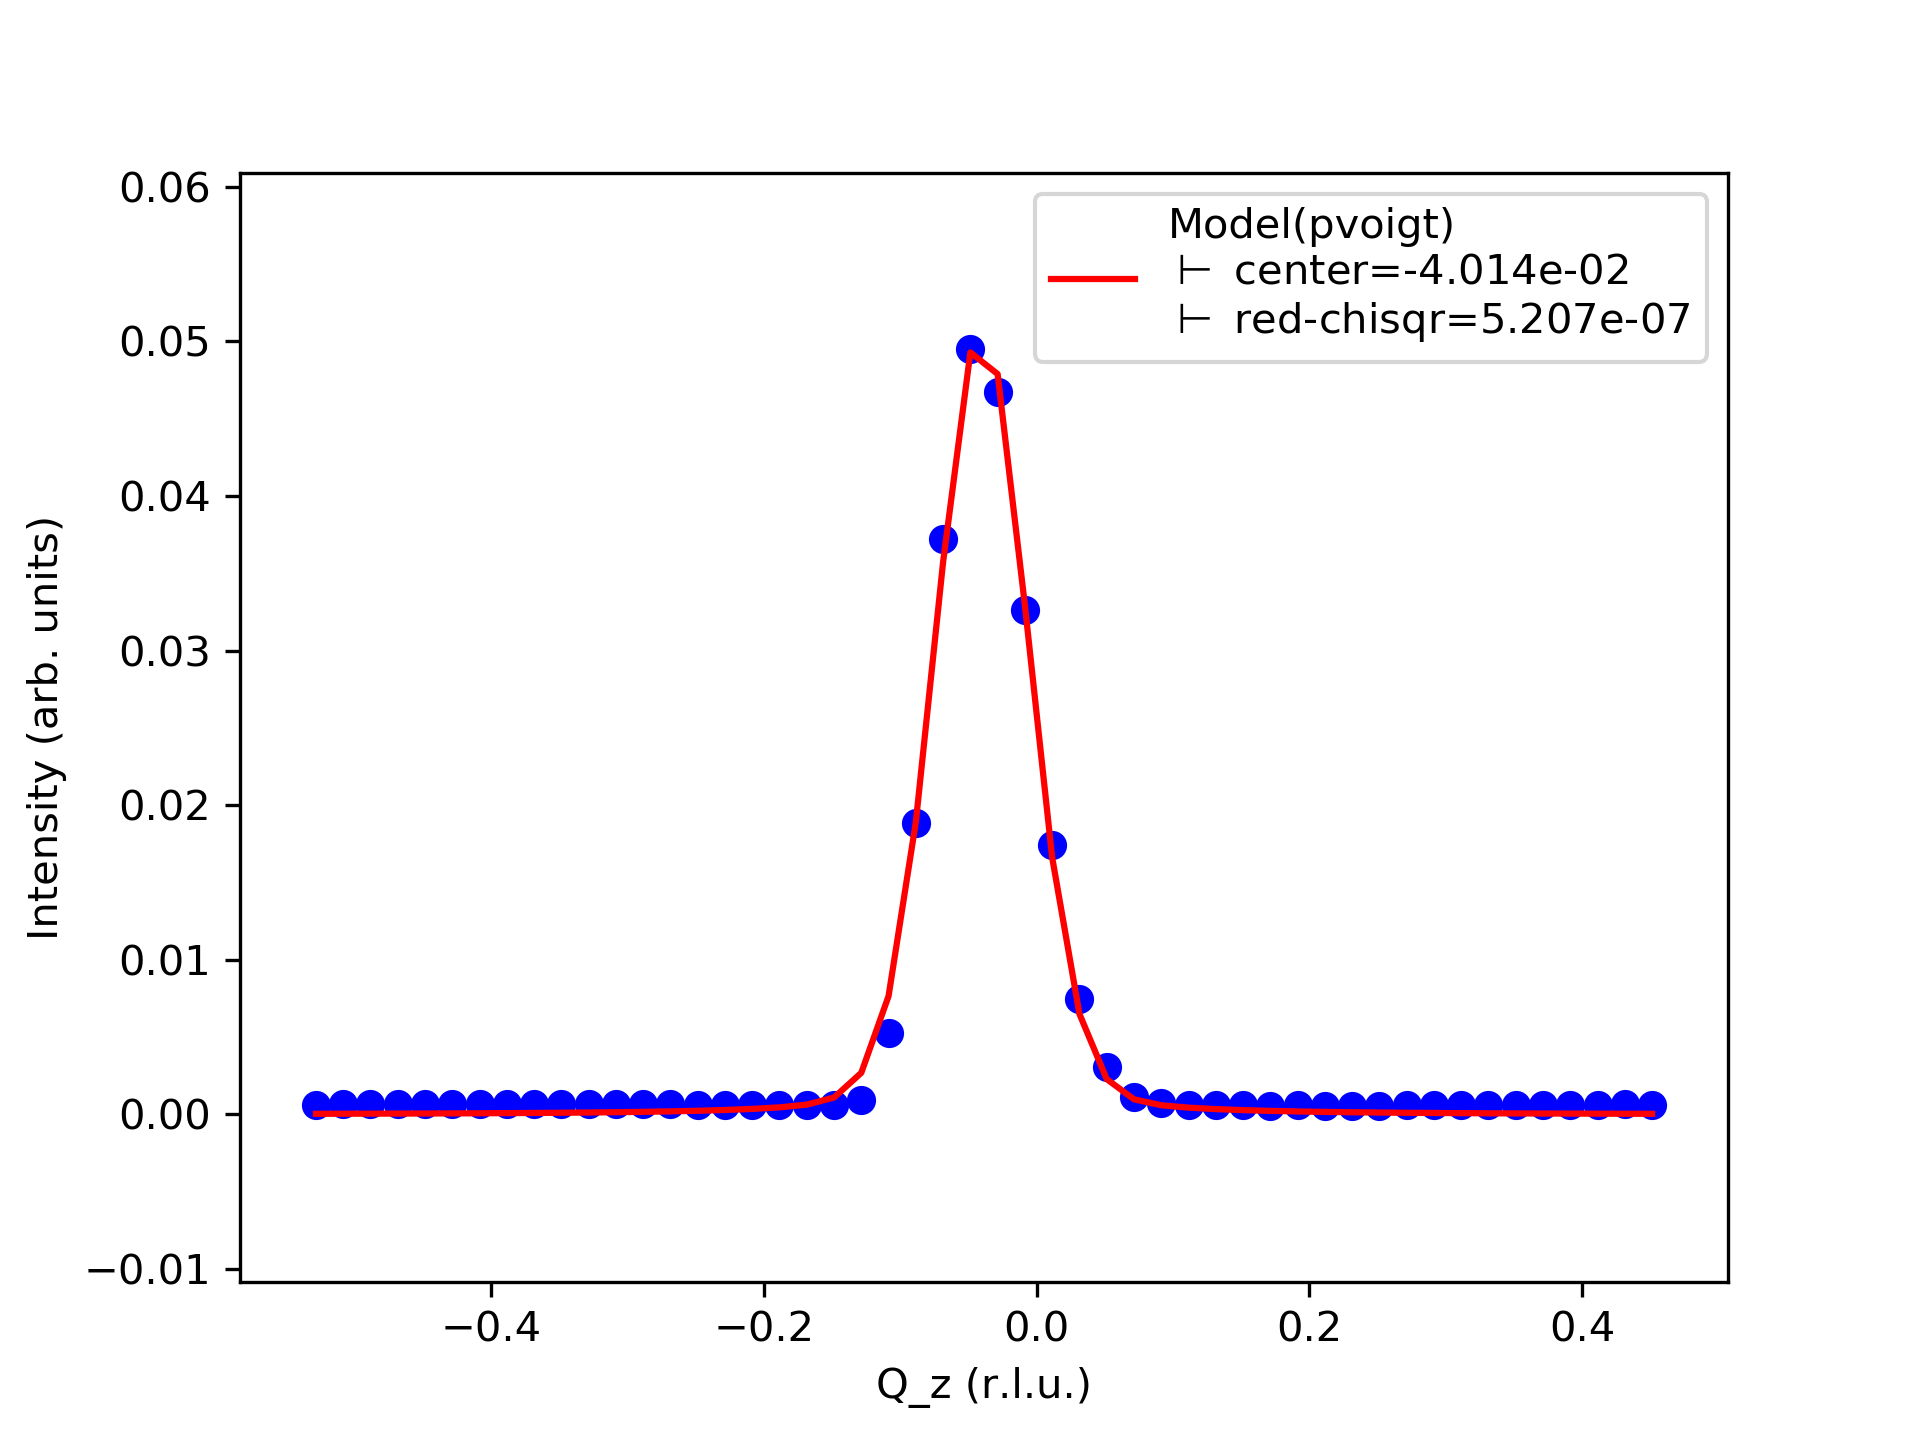 Model(pvoigt)
⊢ center=-4.014e-02
⊢ red-chisqr=5.207e-07
0.06
0.05
0.04
0.03
0.02
0.01
0.00
−0.01
Intensity (arb. units)
−0.4 −0.2 0.0 0.2 0.4
Q_z (r.l.u.)